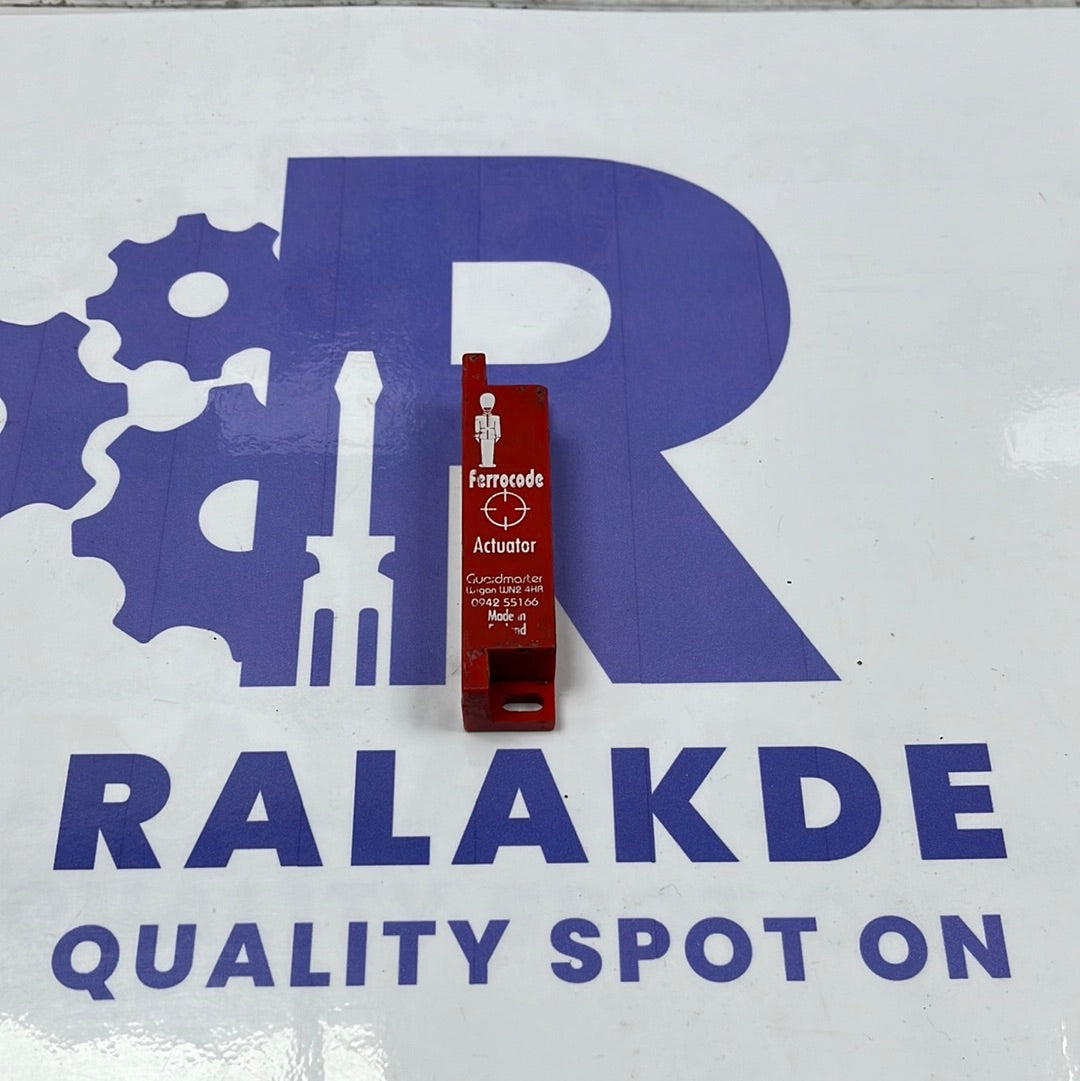 R
Ferrocode
Actuator
Guardmaster
Wigan WN2 4HR
0942 55166
Made in
RALAKDE
QUALITY SPOT ON